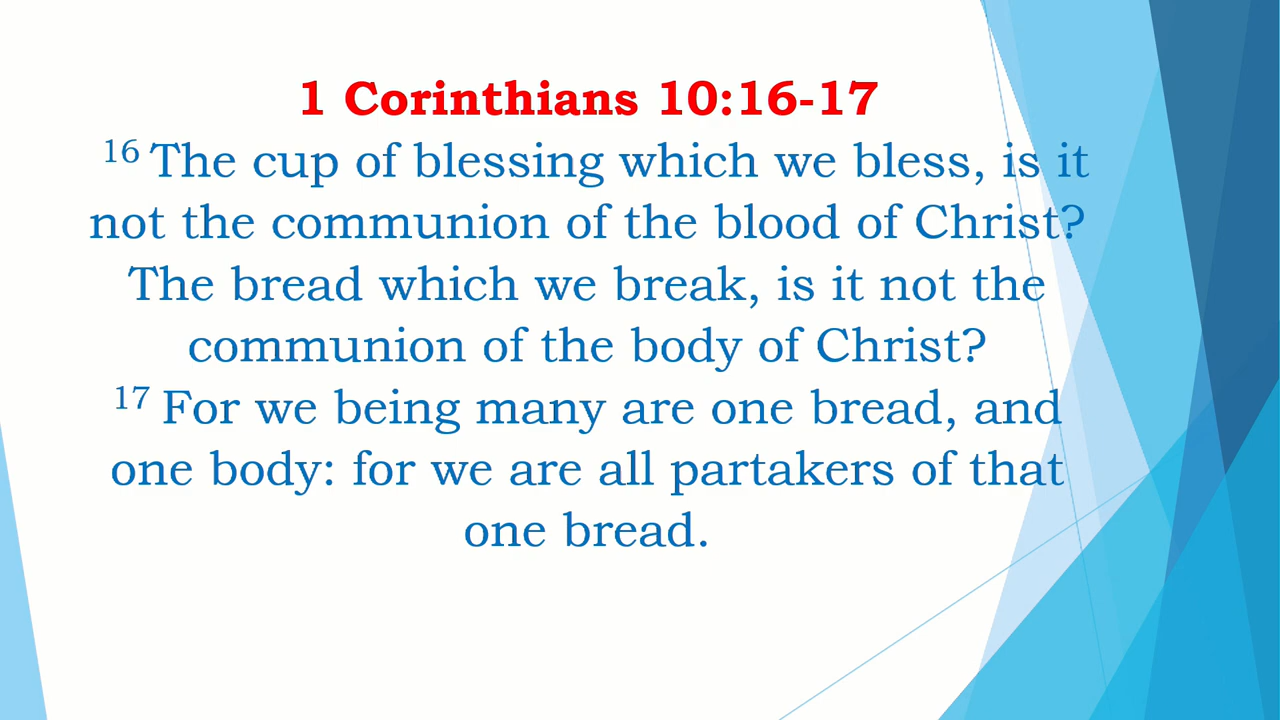 1 Corinthians 10:16-17
16 The cup of blessing which we bless, is it
not the communion of the blood of Christ?
The bread which we break, is it not the
communion of the body of Christ?
17 For we being many are one bread, and
one body: for we are all partakers of that
one bread.